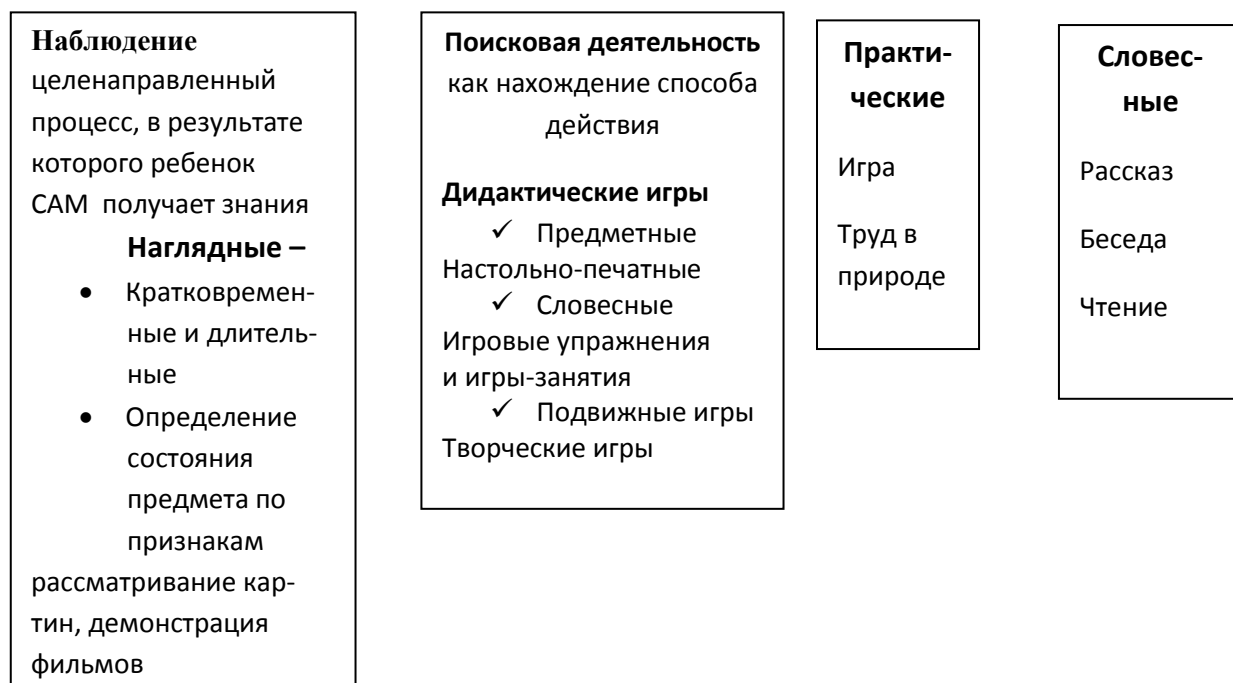 Наблюдение
целенаправленный
процесс, в результате
которого ребенок
САМ получает знания
Наглядные –
• Кратковремен-
ные и длитель-
ные
• Определение
состояния
предмета по
признакам
рассматривание кар-
тин, демонстрация
фильмов
Поисковая деятельность
как нахождение способа
действия
Дидактические игры
✓ Предметные
Настольно-печатные
✓ Словесные
Игровые упражнения
и игры-занятия
✓ Подвижные игры
Творческие игры
Практи-
ческие
Игра
Труд в
природе
Словес-
ные
Рассказ
Беседа
Чтение